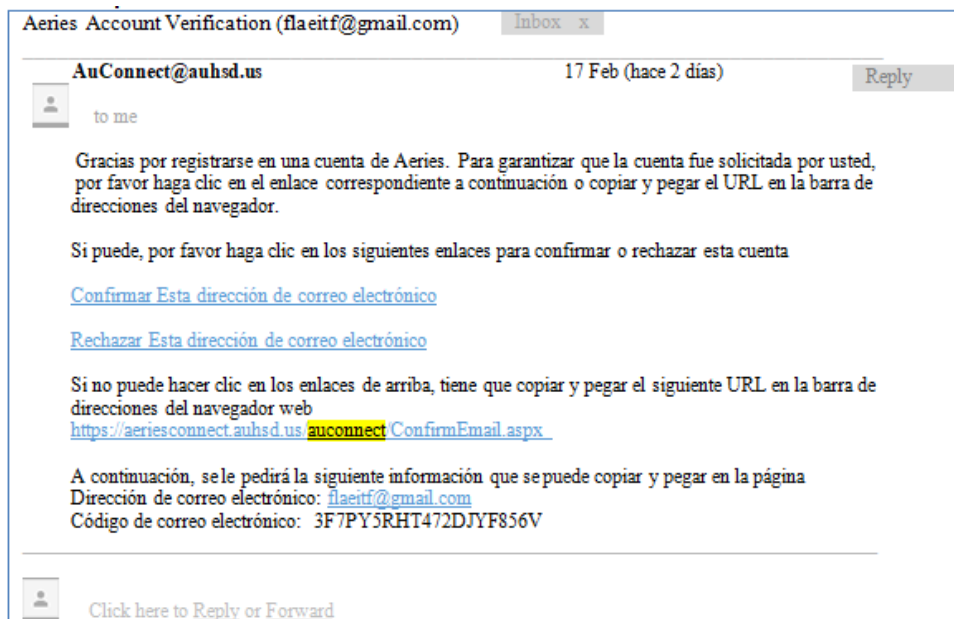 Aeries Account Verification (flaeitf@gmail.com) Inbox x
AuConnect@auhsd.us 17 Feb (hace 2 días) Reply
to me
Gracias por registrarse en una cuenta de Aeries. Para garantizar que la cuenta fue solicitada por usted,
por favor haga clic en el enlace correspondiente a continuación o copiar y pegar el URL en la barra de
direcciones del navegador.
Si puede, por favor haga clic en los siguientes enlaces para confirmar o rechazar esta cuenta
Confirmar Esta dirección de correo electrónico
Rechazar Esta dirección de correo electrónico
Si no puede hacer clic en los enlaces de arriba, tiene que copiar y pegar el siguiente URL en la barra de
direcciones del navegador web
https://aeriesconnect.auhsd.us/auconnect/ConfirmEmail.aspx
A continuación, se le pedirá la siguiente información que se puede copiar y pegar en la página
Dirección de correo electrónico: flaeitf@gmail.com
Código de correo electrónico: 3F7PY5RHT472DJYF856V
Click here to Reply or Forward